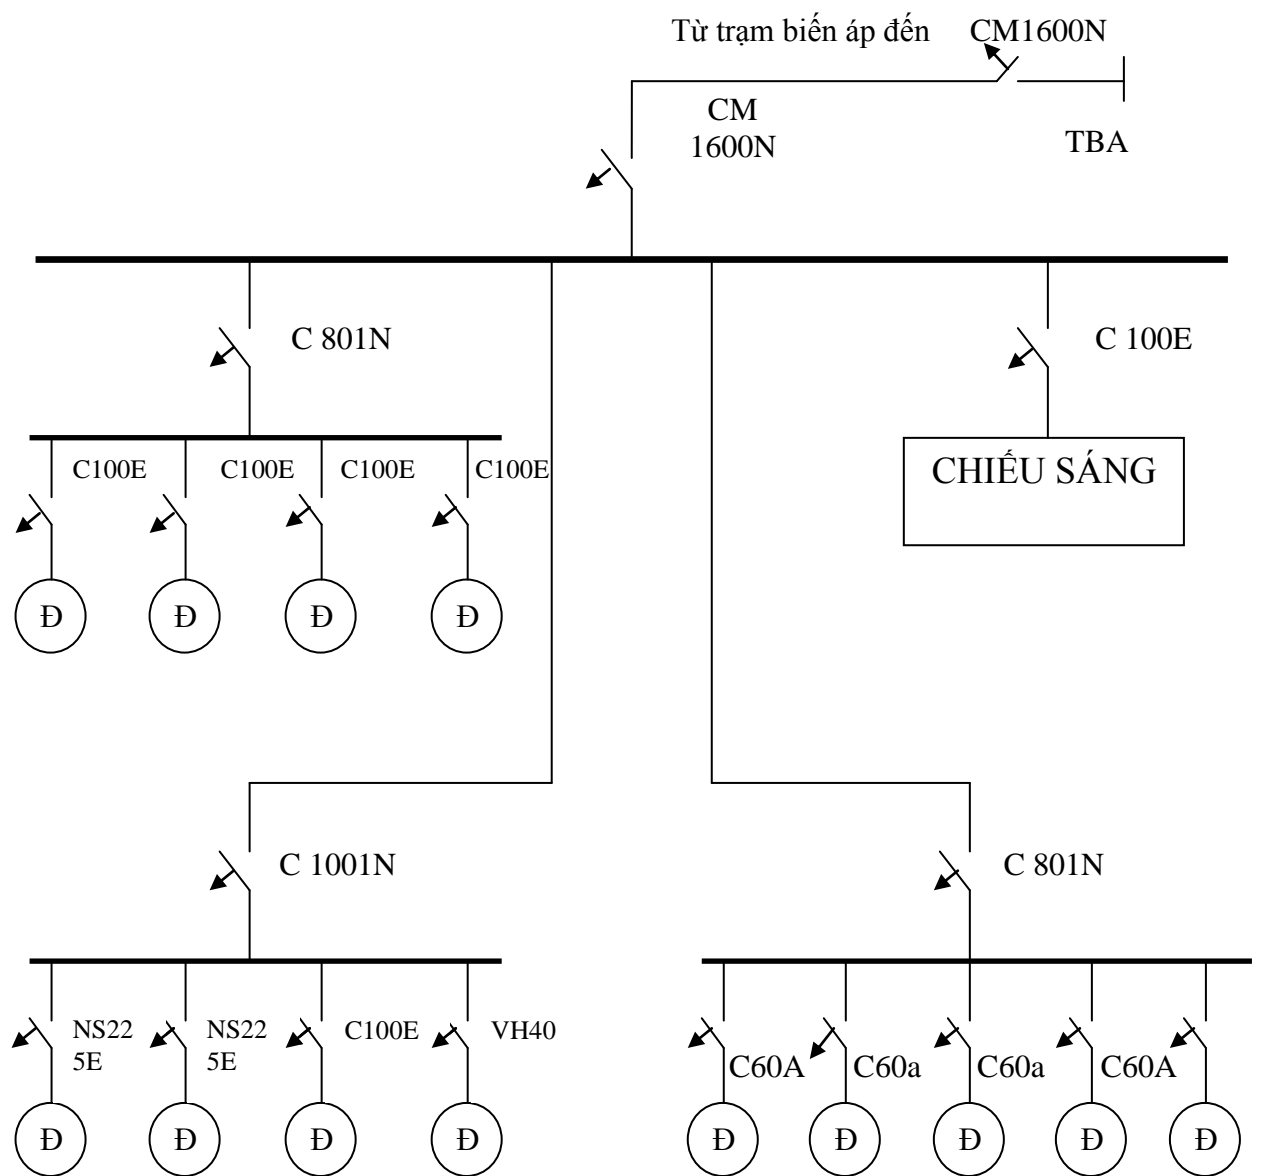 Từ trạm biến áp đến CM1600N
CM
1600N
TBA
C 801N
C 100E
C100E C100E C100E C100E
CHIẾU SÁNG
Đ Đ Đ Đ
C 1001N
C 801N
NS22
5E
NS22
5E
C100E
VH40
C60A C60a C60a C60A
Đ Đ Đ Đ Đ Đ Đ Đ Đ